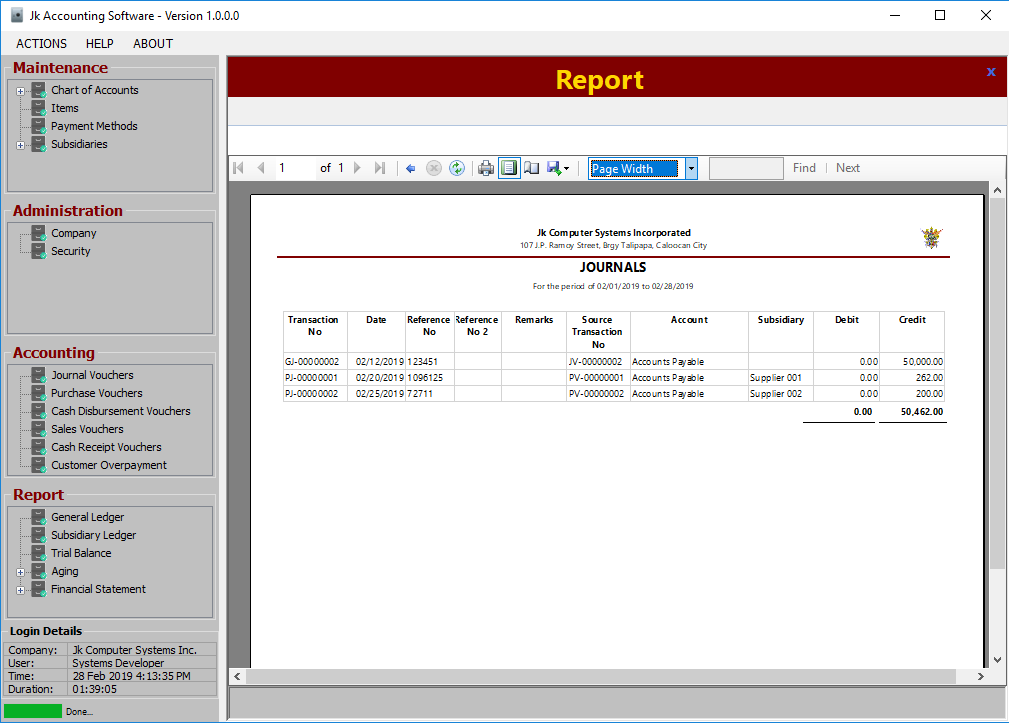 Jk Accounting Software - Version 1.0.0.0
ACTIONS HELP ABOUT
Maintenance
Chart of Accounts
Items
Payment Methods
Subsidiaries
Administration
Company
Security
Accounting
Journal Vouchers
Purchase Vouchers
Cash Disbursement Vouchers
Sales Vouchers
Cash Receipt Vouchers
Customer Overpayment
Report
General Ledger
Subsidiary Ledger
Trial Balance
Aging
Financial Statement
Login Details
Company: Jk Computer Systems Inc.
User: Systems Developer
Time: 28 Feb 2019 4:13:35 PM
Duration: 01:39:05
Done...
Report
x
1 of 1 Page Width Find Next
Jk Computer Systems Incorporated
107 J.P. Ramoy Street, Brgy Talipapa, Caloocan City
JOURNALS
For the period of 02/01/2019 to 02/28/2019
Transaction No Date Reference No Reference No 2 Remarks Source Transaction No Account Subsidiary Debit Credit
GJ-00000002 02/12/2019 123451 JV-00000002 Accounts Payable 0.00 50,000.00
PJ-00000001 02/20/2019 1096125 PV-00000001 Accounts Payable Supplier 001 0.00 262.00
PJ-00000002 02/25/2019 72711 PV-00000002 Accounts Payable Supplier 002 0.00 200.00
0.00 50,462.00